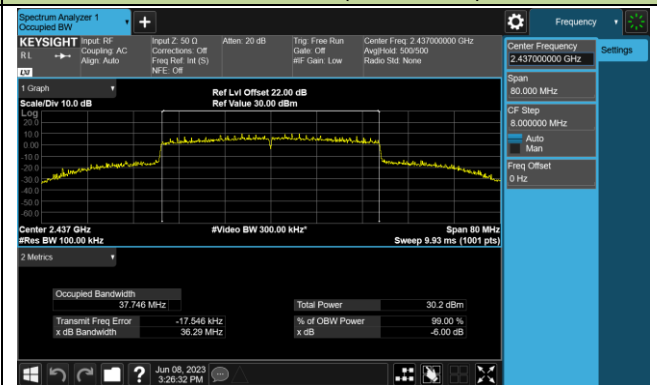 Spectrum Analyzer 1
Occupied BW
+
Frequency
KEYSIGHT
Input: RF
Coupling: AC
Align: Auto
Input Z: 50 Ω
Corrections: Off
Freq Ref: Int (S)
NFE: Off
Atten: 20 dB
Trig: Free Run
Gate: Off
#IF Gain: Low
Center Freq: 2.437000000 GHz
Avg|Hold: 500/500
Radio Std: None
R L
LXI
Center Frequency
2.437000000 GHz
Settings
Span
80.000 MHz
CF Step
8.000000 MHz
Auto
Man
Freq Offset
0 Hz
1 Graph
Scale/Div 10.0 dB
Ref Lvl Offset 22.00 dB
Ref Value 30.00 dBm
Log
20.0
10.0
0.00
-10.0
-20.0
-30.0
-40.0
-50.0
-60.0
Center 2.437 GHz
#Res BW 100.00 kHz
#Video BW 300.00 kHz*
Span 80 MHz
Sweep 9.93 ms (1001 pts)
2 Metrics
Occupied Bandwidth
37.746 MHz
Total Power 30.2 dBm
Transmit Freq Error -17.546 kHz
% of OBW Power 99.00 %
x dB Bandwidth 36.29 MHz
x dB -6.00 dB
?
Jun 08, 2023
3:26:32 PM